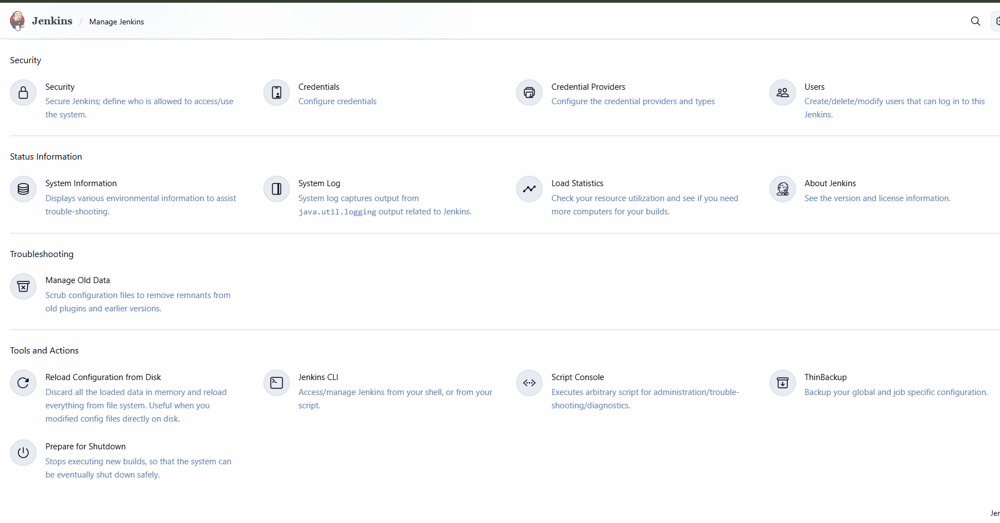 Jenkins / Manage Jenkins
Security
Security
Secure Jenkins; define who is allowed to access/use
the system.
Credentials
Configure credentials
Credential Providers
Configure the credential providers and types
Users
Create/delete/modify users that can log in to this
Jenkins.
Status Information
System Information
Displays various environmental information to assist
trouble-shooting.
System Log
System log captures output from
java.util.logging output related to Jenkins.
Load Statistics
Check your resource utilization and see if you need
more computers for your builds.
About Jenkins
See the version and license information.
Troubleshooting
Manage Old Data
Scrub configuration files to remove remnants from
old plugins and earlier versions.
Tools and Actions
Reload Configuration from Disk
Discard all the loaded data in memory and reload
everything from file system. Useful when you
modified config files directly on disk.
Jenkins CLI
Access/manage Jenkins from your shell, or from your
script.
Script Console
Executes arbitrary script for administration/trouble-
shooting/diagnostics.
ThinBackup
Backup your global and job specific configuration.
Prepare for Shutdown
Stops executing new builds, so that the system can
be eventually shut down safely.
Jer